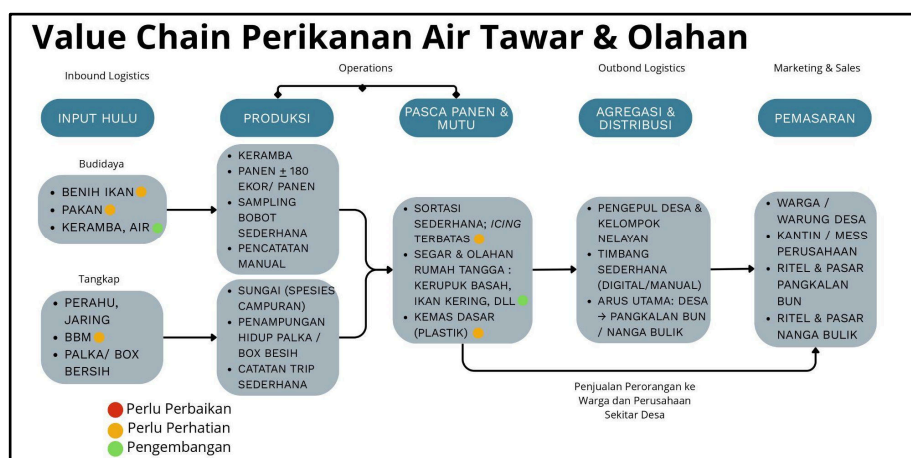 Value Chain Perikanan Air Tawar & Olahan
Inbound Logistics
Operations
Outbond Logistics
Marketing & Sales
INPUT HULU
PRODUKSI
PASCA PANEN &
MUTU
AGREGASI &
DISTRIBUSI
PEMASARAN
Budidaya
• BENIH IKAN
• PAKAN
• KERAMBA, AIR
Tangkap
• PERAHU,
JARING
• BBM
• PALKA/ BOX
BERSIH
• KERAMBA
• PANEN ± 180
EKOR/ PANEN
• SAMPLING
BOBOT
SEDERHANA
• PENCATATAN
MANUAL
• SUNGAI (SPESIES
CAMPURAN)
• PENAMPUNGAN
HIDUP PALKA /
BOX BESIH
• CATATAN TRIP
SEDERHANA
• SORTASI
SEDERHANA; ICING
TERBATAS
• SEGAR & OLAHAN
RUMAH TANGGA :
KERUPUK BASAH,
IKAN KERING, DLL
• KEMAS DASAR
(PLASTIK)
• PENGEPUL DESA &
KELOMPOK
NELAYAN
• TIMBANG
SEDERHANA
(DIGITAL/MANUAL)
• ARUS UTAMA: DESA
→ PANGKALAN BUN
/ NANGA BULIK
• WARGA /
WARUNG DESA
• KANTIN / MESS
PERUSAHAAN
• RITEL & PASAR
PANGKALAN
BUN
• RITEL & PASAR
NANGA BULIK
Penjualan Perorangan ke
Warga dan Perusahaan
Sekitar Desa
Perlu Perbaikan
Perlu Perhatian
Pengembangan